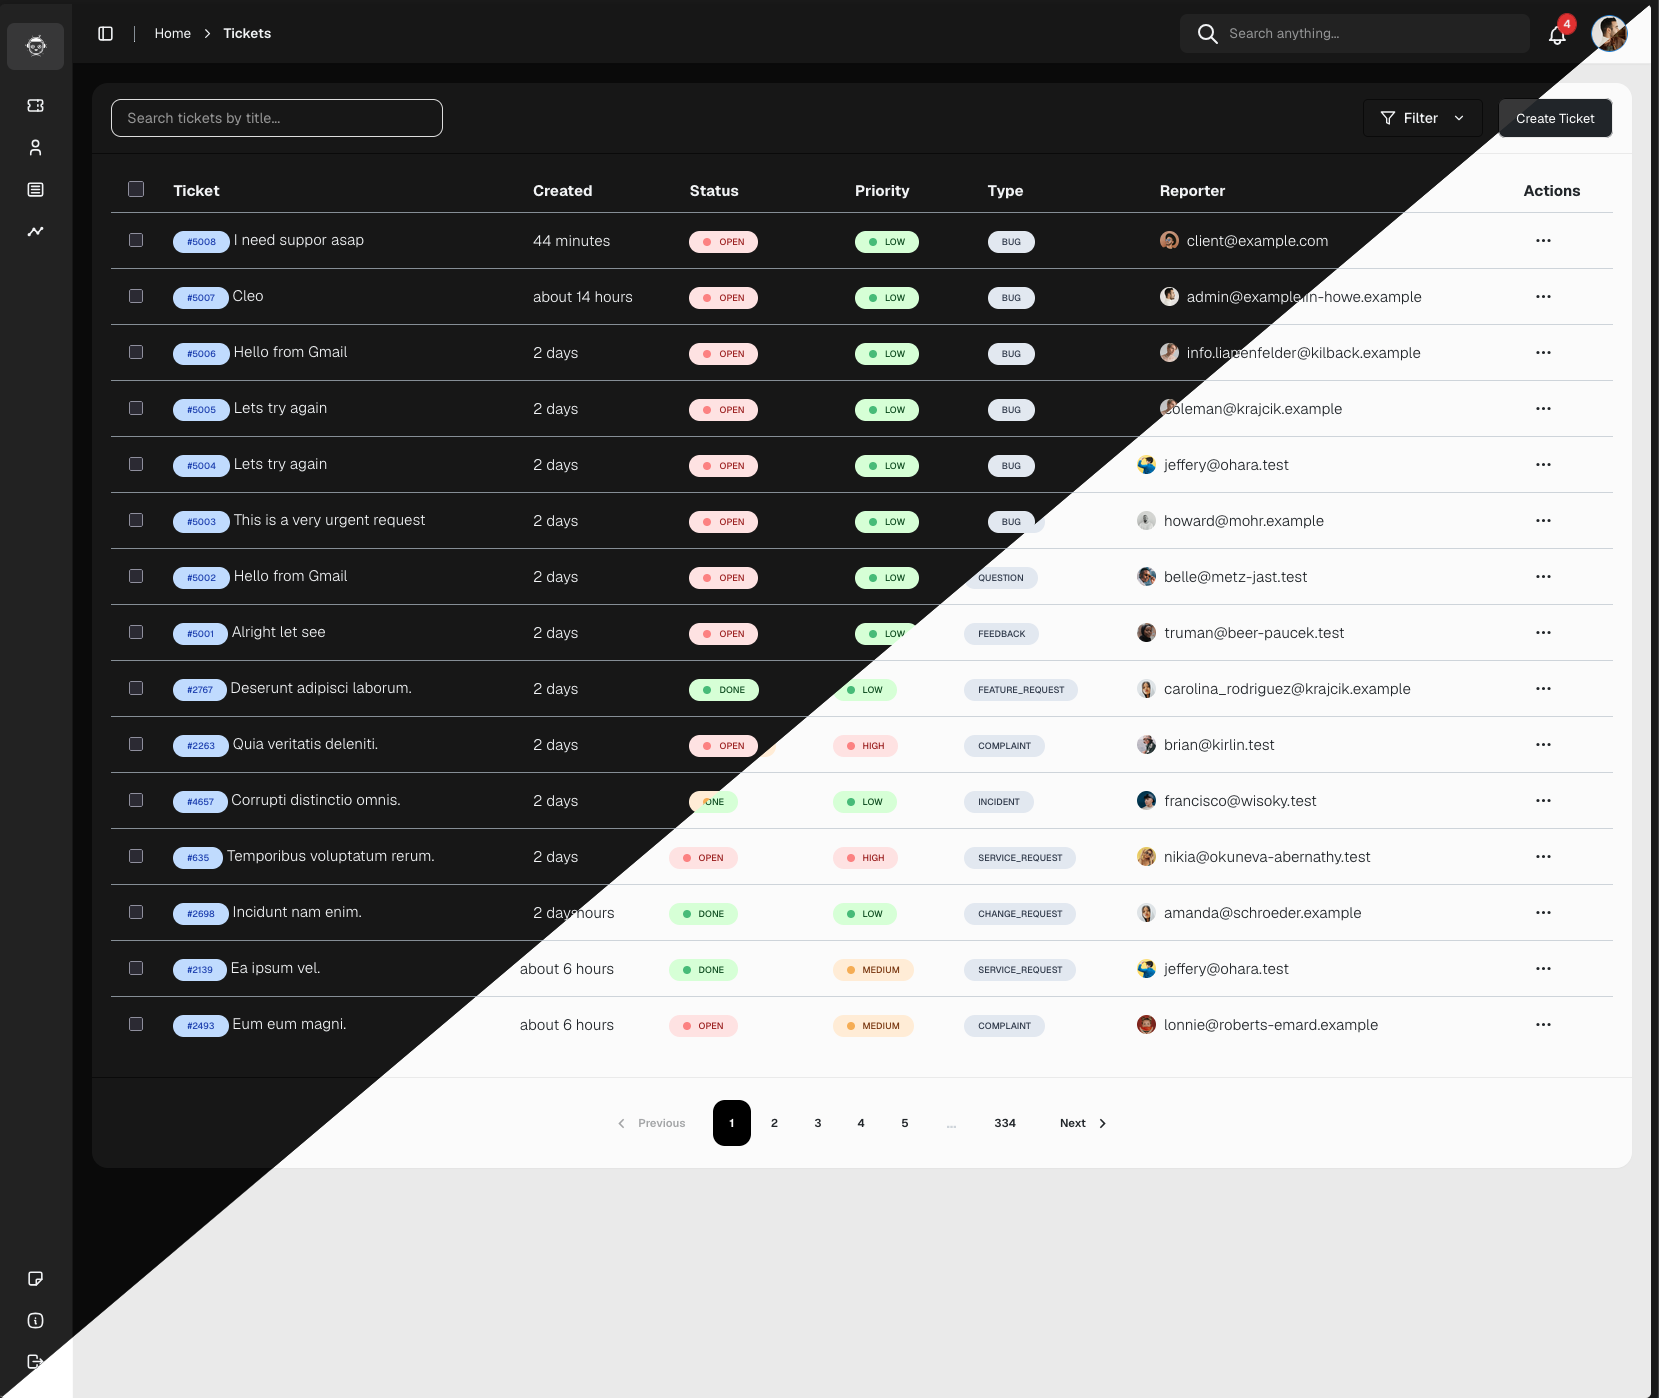 Home > Tickets Search anything... 4
Search tickets by title... Filter Create Ticket
Ticket Created Status Priority Type Reporter Actions
#5008 I need suppor asap 44 minutes OPEN LOW BUG client@example.com
#5007 Cleo about 14 hours OPEN LOW BUG admin@example in-howe.example
#5006 Hello from Gmail 2 days OPEN LOW BUG enfelder@kilback.example
#5005 Lets try again 2 days OPEN LOW BUG oleman@krajcik.example
#5004 Lets try again 2 days OPEN LOW BUG jeffery@ohara.test
#5003 This is a very urgent request 2 days OPEN LOW BUG howard@mohr.example
#5002 Hello from Gmail 2 days OPEN LOW QUESTION belle@metz-jast.test
#5001 Alright let see 2 days OPEN LOW FEEDBACK truman@beer-paucek.test
#2767 Deserunt adipisci laborum. 2 days DONE LOW FEATURE_REQUEST carolina_rodriguez@krajcik.example
#2263 Quia veritatis deleniti. 2 days OPEN HIGH COMPLAINT brian@kirlin.test
#4657 Corrupti distinctio omnis. 2 days ONE LOW INCIDENT francisco@wisoky.test
#635 Temporibus voluptatum rerum. 2 days OPEN HIGH SERVICE_REQUEST nikia@okuneva-abernathy.test
#2698 Incidunt nam enim. 2 days hours DONE LOW CHANGE_REQUEST amanda@schroeder.example
#2139 Ea ipsum vel. about 6 hours DONE MEDIUM SERVICE_REQUEST jeffery@ohara.test
#2493 Eum eum magni. about 6 hours OPEN MEDIUM COMPLAINT lonnie@roberts-emard.example
Previous 1 2 3 4 5 ... 334 Next